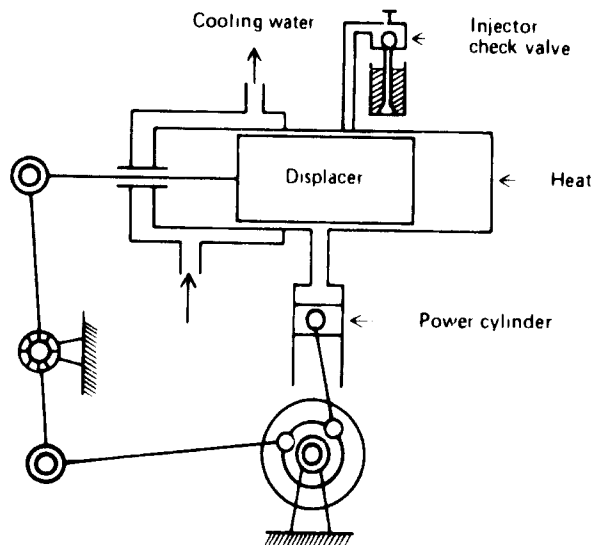 Cooling water
Injector
check valve
Displacer
Heat
Power cylinder